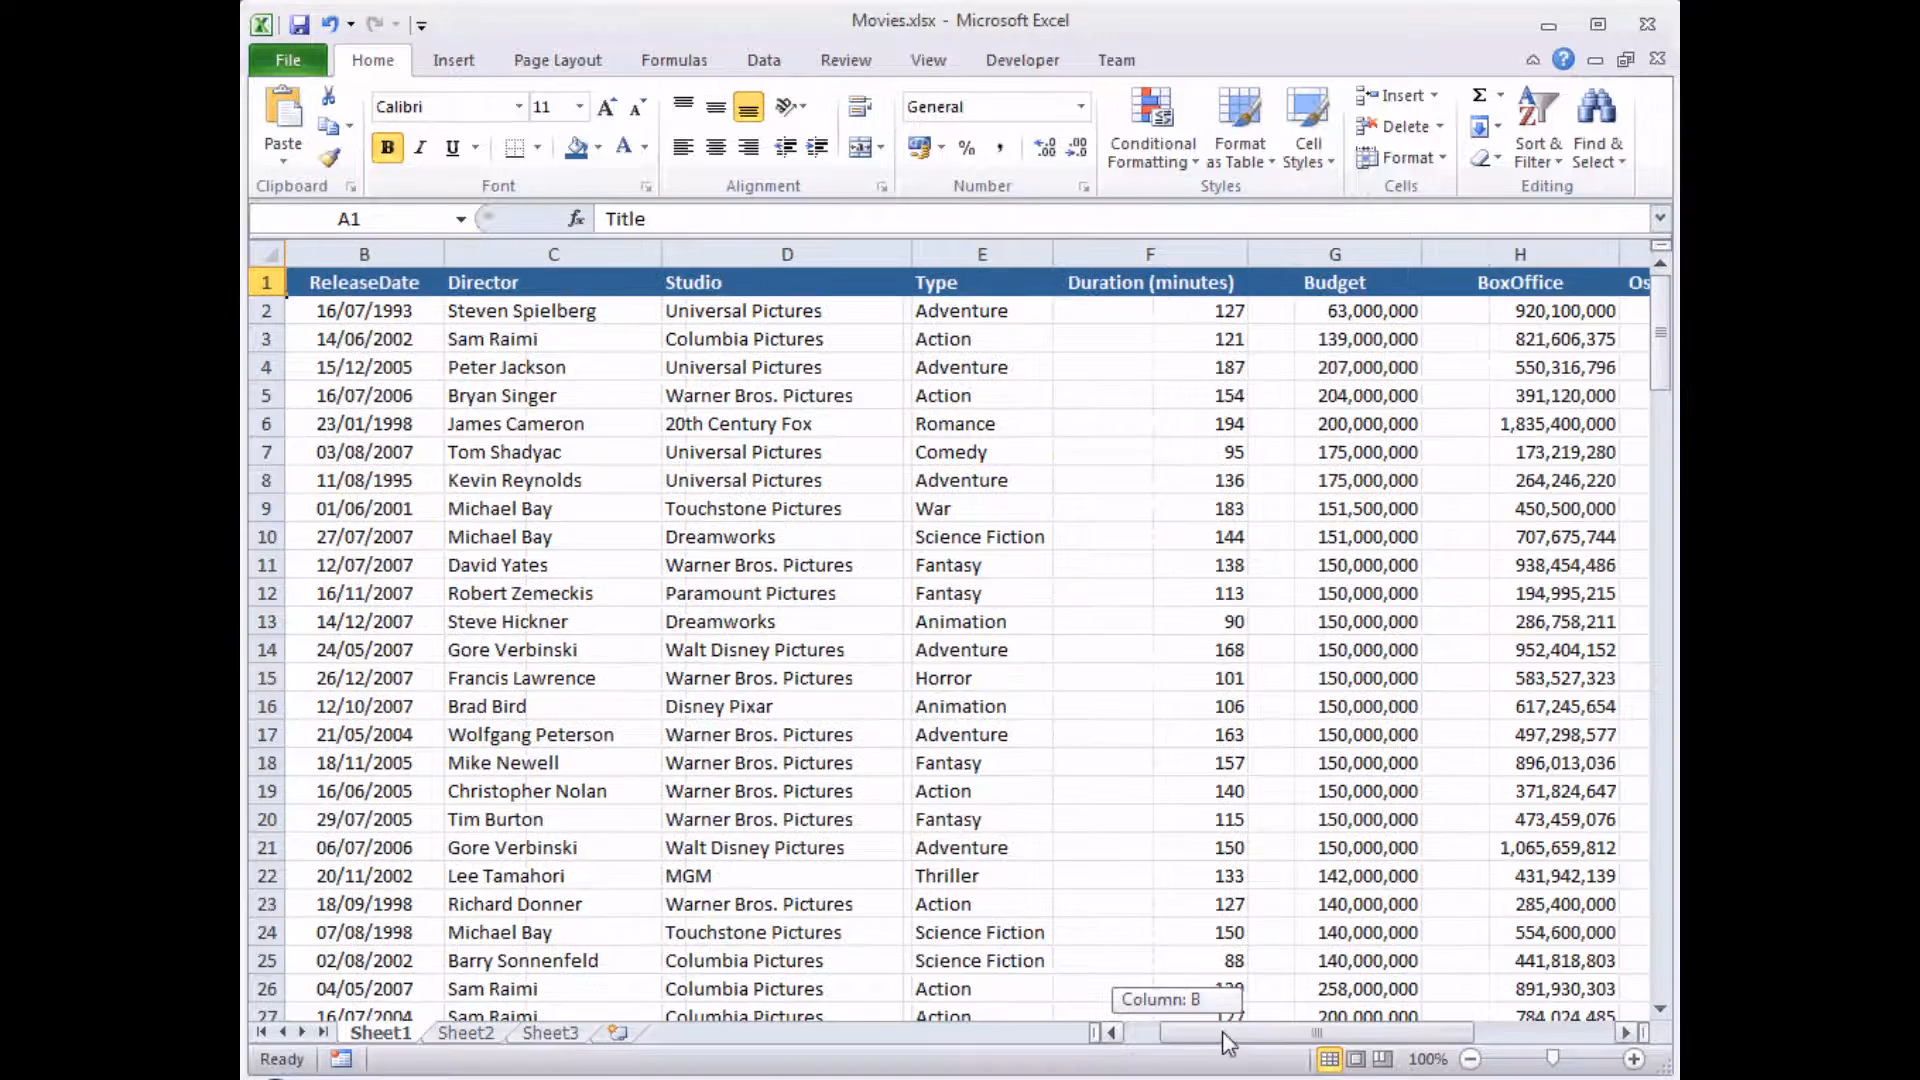 Movies.xlsx - Microsoft Excel
File Home Insert Page Layout Formulas Data Review View Developer Team
Paste
Calibri 11
B I U
General
Conditional Formatting
Format as Table
Cell Styles
Insert
Delete
Format
Sort & Filter
Find & Select
Clipboard Font Alignment Number Styles Cells Editing
A1 fx Title
B C D E F G H
1 ReleaseDate Director Studio Type Duration (minutes) Budget BoxOffice Os
2 16/07/1993 Steven Spielberg Universal Pictures Adventure 127 63,000,000 920,100,000
3 14/06/2002 Sam Raimi Columbia Pictures Action 121 139,000,000 821,606,375
4 15/12/2005 Peter Jackson Universal Pictures Adventure 187 207,000,000 550,316,796
5 16/07/2006 Bryan Singer Warner Bros. Pictures Action 154 204,000,000 391,120,000
6 23/01/1998 James Cameron 20th Century Fox Romance 194 200,000,000 1,835,400,000
7 03/08/2007 Tom Shadyac Universal Pictures Comedy 95 175,000,000 173,219,280
8 11/08/1995 Kevin Reynolds Universal Pictures Adventure 136 175,000,000 264,246,220
9 01/06/2001 Michael Bay Touchstone Pictures War 183 151,500,000 450,500,000
10 27/07/2007 Michael Bay Dreamworks Science Fiction 144 151,000,000 707,675,744
11 12/07/2007 David Yates Warner Bros. Pictures Fantasy 138 150,000,000 938,454,486
12 16/11/2007 Robert Zemeckis Paramount Pictures Fantasy 113 150,000,000 194,995,215
13 14/12/2007 Steve Hickner Dreamworks Animation 90 150,000,000 286,758,211
14 24/05/2007 Gore Verbinski Walt Disney Pictures Adventure 168 150,000,000 952,404,152
15 26/12/2007 Francis Lawrence Warner Bros. Pictures Horror 101 150,000,000 583,527,323
16 12/10/2007 Brad Bird Disney Pixar Animation 106 150,000,000 617,245,654
17 21/05/2004 Wolfgang Peterson Warner Bros. Pictures Adventure 163 150,000,000 497,298,577
18 18/11/2005 Mike Newell Warner Bros. Pictures Fantasy 157 150,000,000 896,013,036
19 16/06/2005 Christopher Nolan Warner Bros. Pictures Action 140 150,000,000 371,824,647
20 29/07/2005 Tim Burton Warner Bros. Pictures Fantasy 115 150,000,000 473,459,076
21 06/07/2006 Gore Verbinski Walt Disney Pictures Adventure 150 150,000,000 1,065,659,812
22 20/11/2002 Lee Tamahori MGM Thriller 133 142,000,000 431,942,139
23 18/09/1998 Richard Donner Warner Bros. Pictures Action 127 140,000,000 285,400,000
24 07/08/1998 Michael Bay Touchstone Pictures Science Fiction 150 140,000,000 554,600,000
25 02/08/2002 Barry Sonnenfeld Columbia Pictures Science Fiction 88 140,000,000 441,818,803
26 04/05/2007 Sam Raimi Columbia Pictures Action 258,000,000 891,930,303
27 16/07/2004 Sam Raimi Columbia Pictures Action 127 200,000,000 784,024,485
Column: B
Sheet1 Sheet2 Sheet3
Ready 100%